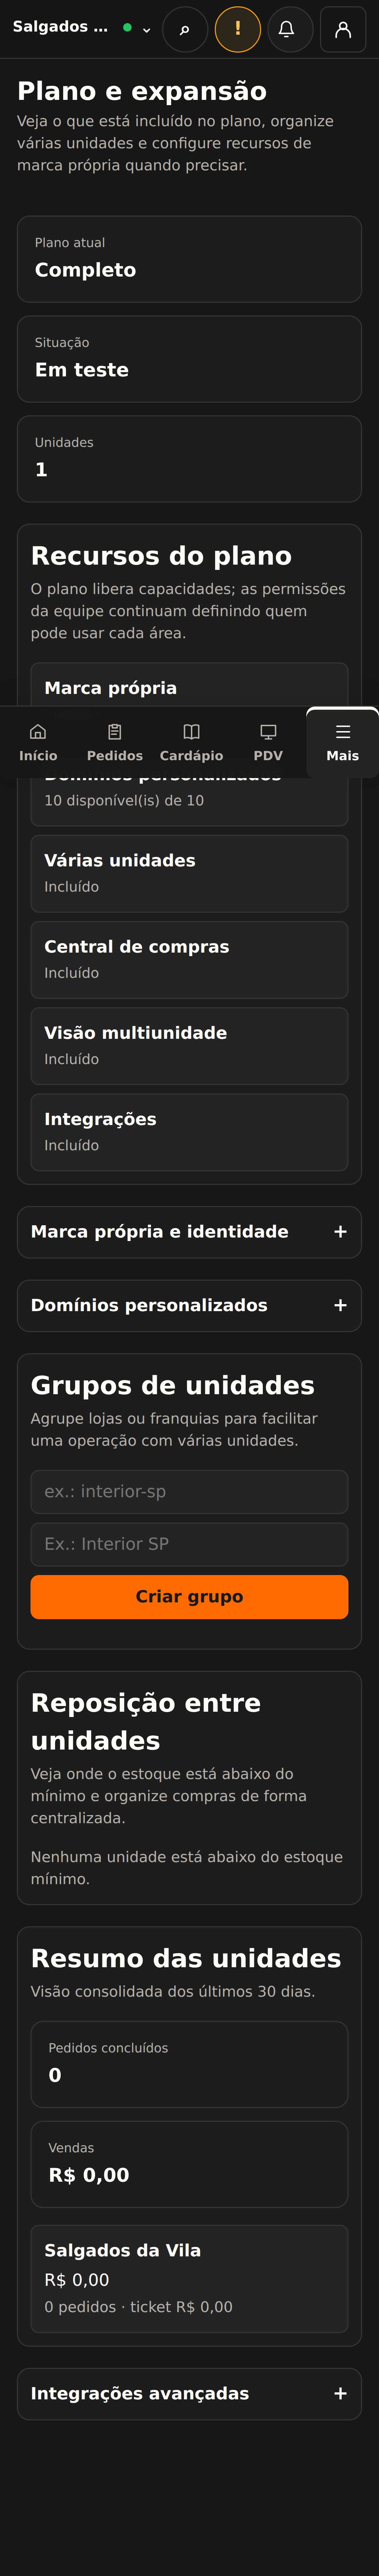 Salgados ...
!
Plano e expansão
Veja o que está incluído no plano, organize
várias unidades e configure recursos de
marca própria quando precisar.
Plano atual
Completo
Situação
Em teste
Unidades
1
Recursos do plano
O plano libera capacidades; as permissões
da equipe continuam definindo quem
pode usar cada área.
Marca própria
Início
Pedidos
Cardápio
PDV
Mais
Domínios personalizados
10 disponível(is) de 10
Várias unidades
Incluído
Central de compras
Incluído
Visão multiunidade
Incluído
Integrações
Incluído
Marca própria e identidade +
Domínios personalizados +
Grupos de unidades
Agrupe lojas ou franquias para facilitar
uma operação com várias unidades.
ex.: interior-sp
Ex.: Interior SP
Criar grupo
Reposição entre
unidades
Veja onde o estoque está abaixo do
mínimo e organize compras de forma
centralizada.
Nenhuma unidade está abaixo do estoque
mínimo.
Resumo das unidades
Visão consolidada dos últimos 30 dias.
Pedidos concluídos
0
Vendas
R$ 0,00
Salgados da Vila
R$ 0,00
0 pedidos · ticket R$ 0,00
Integrações avançadas +